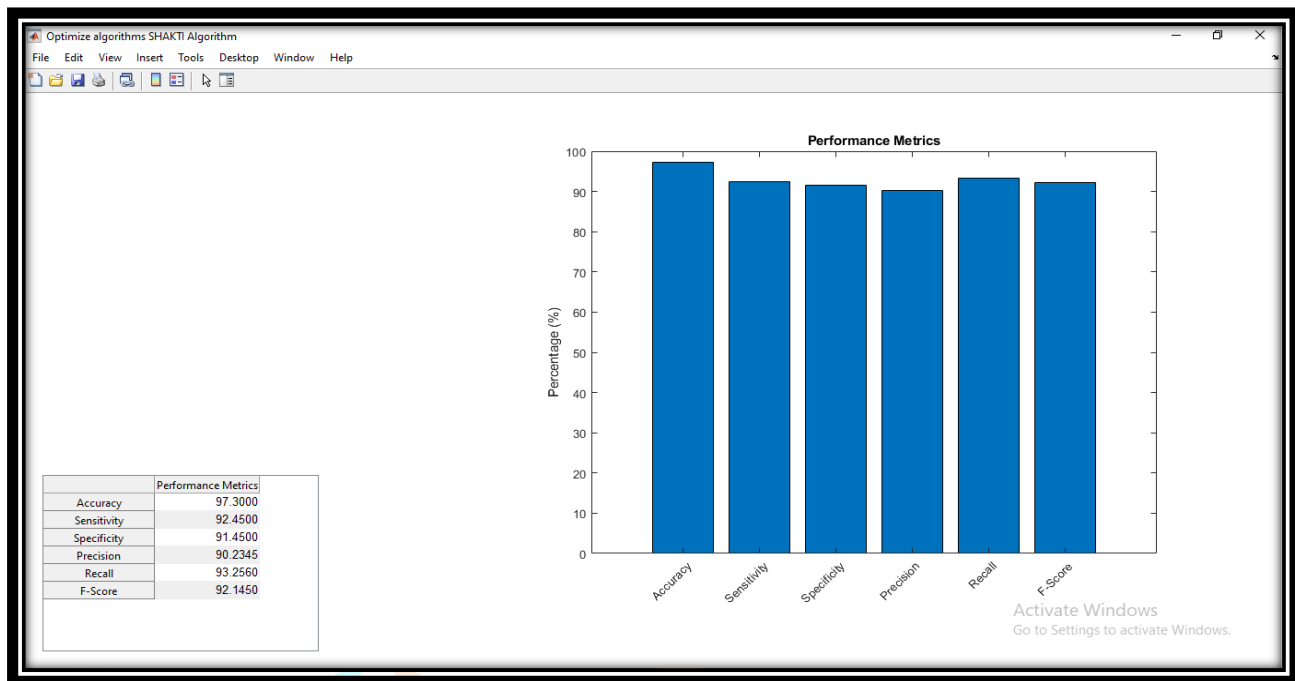 Optimize algorithms SHAKTI Algorithm
File Edit View Insert Tools Desktop Window Help
Performance Metrics
100
90
80
70
60
50
40
30
20
10
0
Percentage (%)
Accuracy Sensitivity Specificity Precision Recall F-Score
Performance Metrics
Accuracy 97.3000
Sensitivity 92.4500
Specificity 91.4500
Precision 90.2345
Recall 93.2560
F-Score 92.1450
Activate Windows
Go to Settings to activate Windows.